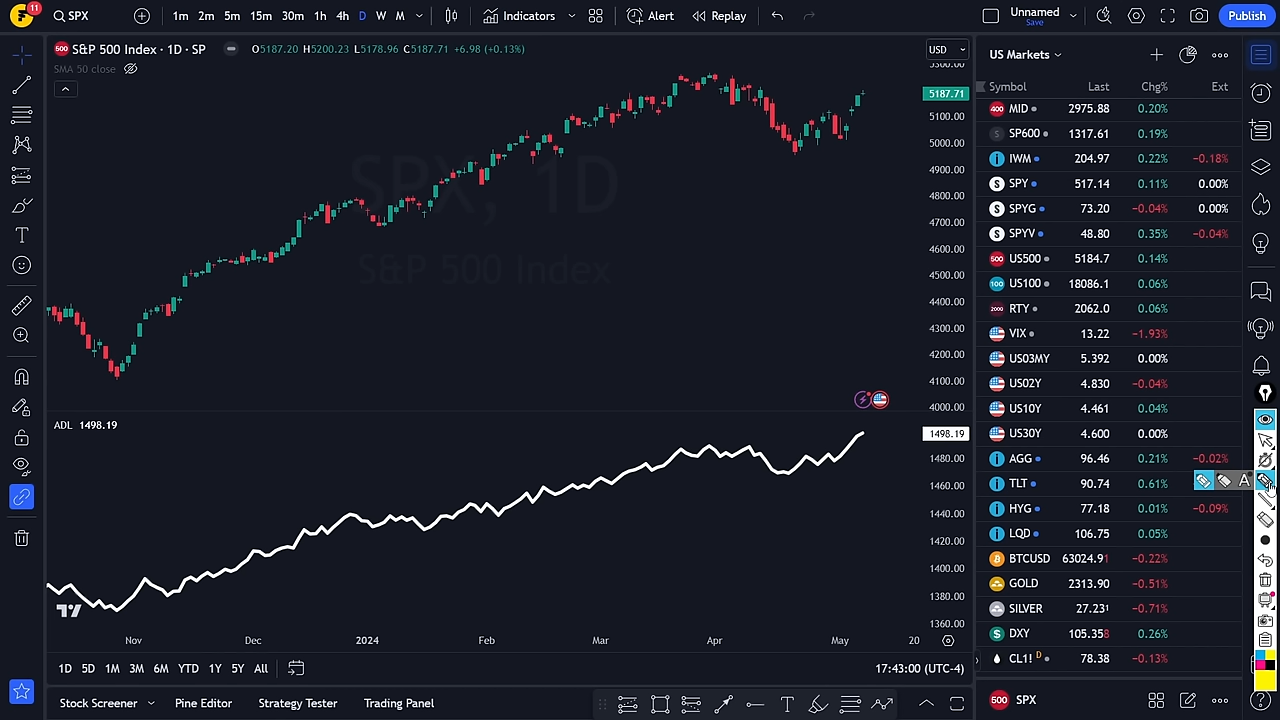 11 SPX 1m 2m 5m 15m 30m 1h 4h D W M Indicators Alert Replay Unnamed Save Publish
500 S&P 500 Index · 1D · SP O5187.20 H5200.23 L5178.96 C5187.71 +6.98 (+0.13%) USD
SMA 50 close
SPX, 1D
S&P 500 Index
5300.00
5187.71
5100.00
5000.00
4900.00
4800.00
4700.00
4600.00
4500.00
4400.00
4300.00
4200.00
4100.00
4000.00
ADL 1498.19
1498.19
1480.00
1460.00
1440.00
1420.00
1400.00
1380.00
1360.00
Nov Dec 2024 Feb Mar Apr May 20
1D 5D 1M 3M 6M YTD 1Y 5Y All 17:43:00 (UTC-4)
Stock Screener Pine Editor Strategy Tester Trading Panel
US Markets
Symbol Last Chg% Ext
400 MID 2975.88 0.20%
S SP600 1317.61 0.19%
IWM 204.97 0.22% −0.18%
S SPY 517.14 0.11% 0.00%
S SPYG 73.20 −0.04% 0.00%
S SPYV 48.80 0.35% −0.04%
500 US500 5184.7 0.14%
100 US100 18086.1 0.06%
2000 RTY 2062.0 0.06%
VIX 13.22 −1.93%
US03MY 5.392 0.00%
US02Y 4.830 −0.04%
US10Y 4.461 0.04%
US30Y 4.600 0.00%
AGG 96.46 0.21% −0.02%
TLT 90.74 0.61%
HYG 77.18 0.01% −0.09%
LQD 106.75 0.05%
BTCUSD 63024.91 −0.22%
GOLD 2313.90 −0.51%
SILVER 27.231 −0.71%
$ DXY 105.358 0.26%
CL1! D 78.38 −0.13%
500 SPX